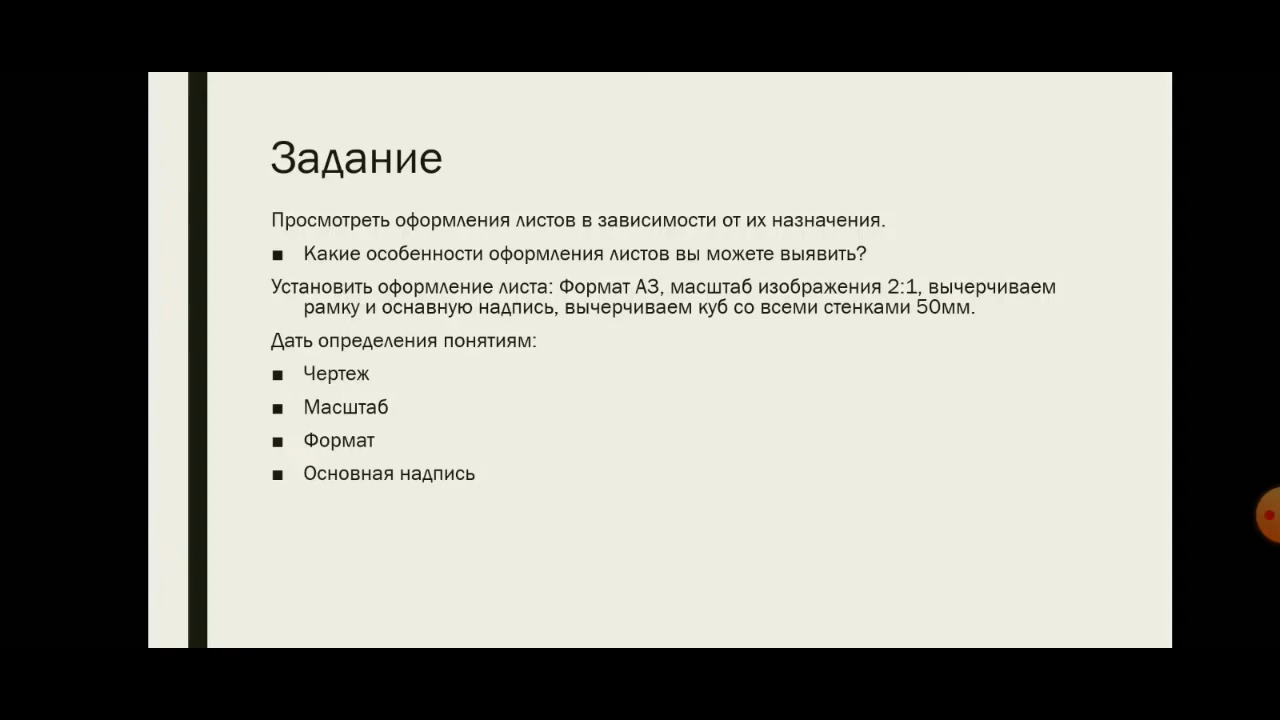 Задание
Просмотреть оформления листов в зависимости от их назначения.
■ Какие особенности оформления листов вы можете выявить?
Установить оформление листа: Формат А3, масштаб изображения 2:1, вычерчиваем
рамку и оснавную надпись, вычерчиваем куб со всеми стенками 50мм.
Дать определения понятиям:
■ Чертеж
■ Масштаб
■ Формат
■ Основная надпись